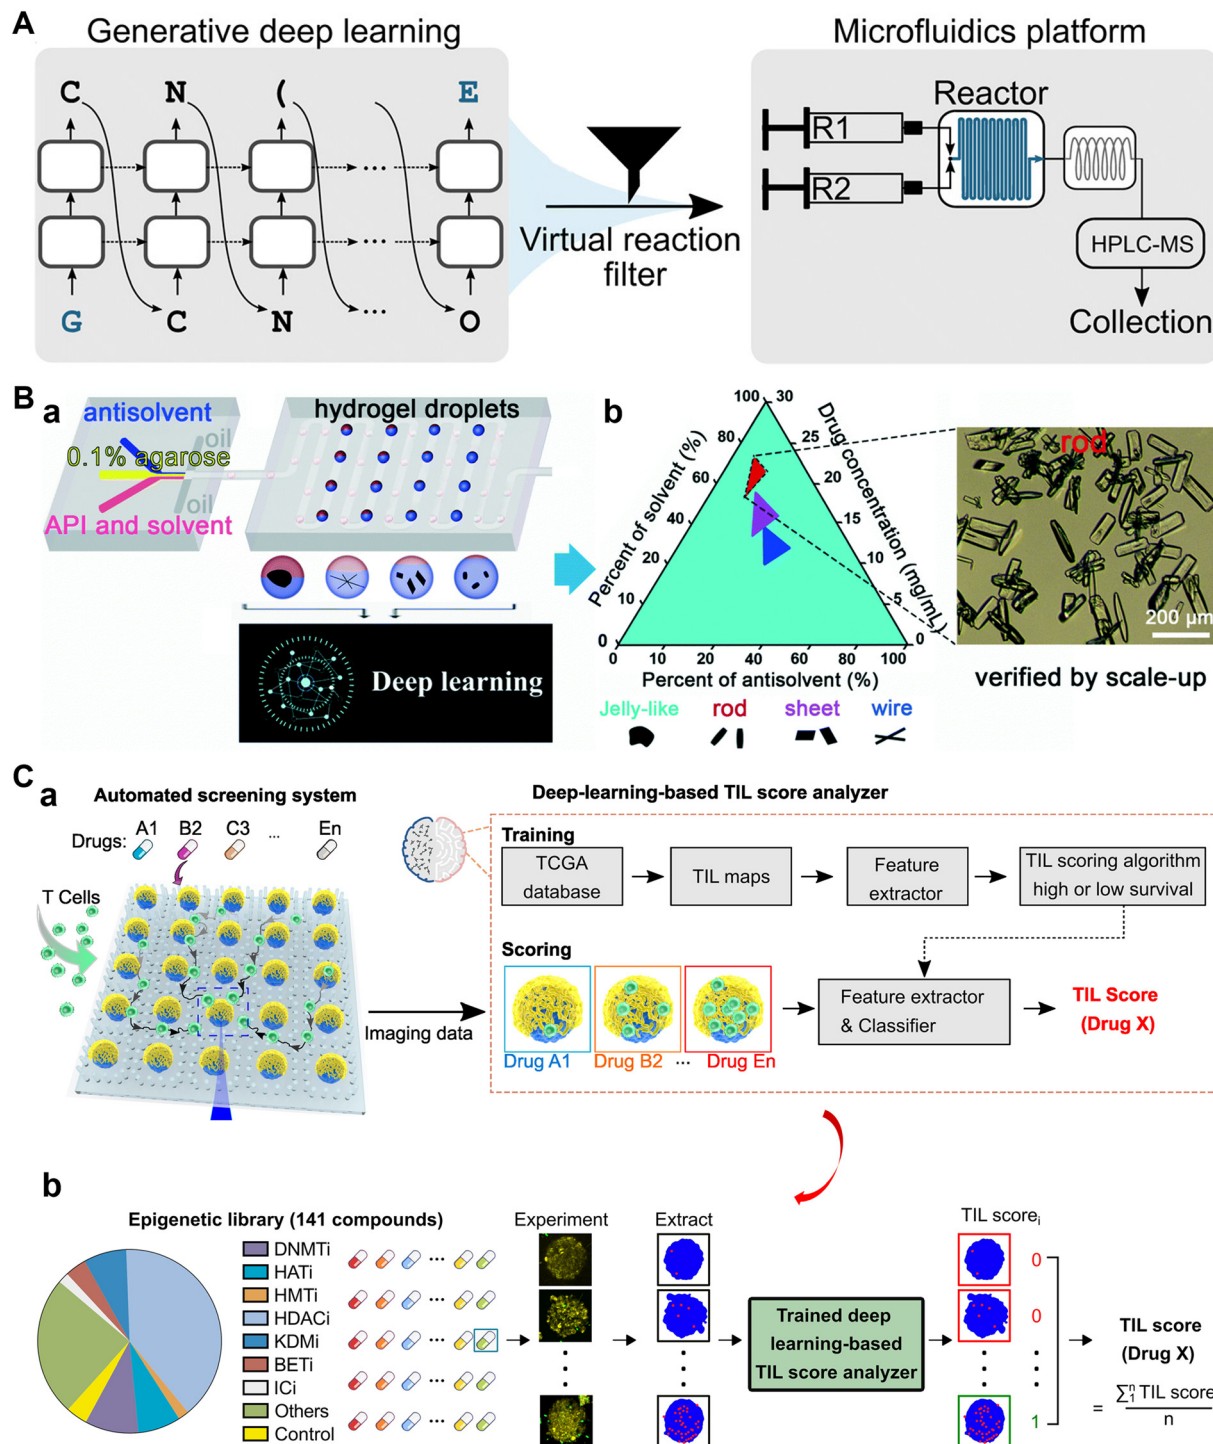 A
Generative deep learning
Microfluidics platform
C N ( ... E
...
...
G C N ... O
Virtual reaction
filter
Reactor
R1
R2
HPLC-MS
Collection
B
a
antisolvent
oil
0.1% agarose
oil
API and solvent
hydrogel droplets
Deep learning
b
100 30
80 25
60 20
40 15
20 10
10 5
0 0
0 10 20 40 60 80 100
Percent of solvent (%)
Drug concentration (mg/mL)
Percent of antisolvent (%)
Jelly-like rod sheet wire
rod
200 µm
verified by scale-up
C
a
Automated screening system
Drugs: A1 B2 C3 ... En
T Cells
Imaging data
Deep-learning-based TIL score analyzer
Training
TCGA
database
TIL maps
Feature
extractor
TIL scoring algorithm
high or low survival
Scoring
Drug A1 Drug B2 ... Drug En
Feature extractor
& Classifier
TIL Score
(Drug X)
b
Epigenetic library (141 compounds)
DNMTi
HATi
HMTi
HDACi
KDMi
BETi
ICi
Others
Control
...
...
...
...
...
Experiment
Extract
Trained deep
learning-based
TIL score analyzer
TIL scoreᵢ
0
0
1
TIL score
(Drug X)
= ∑₁ⁿ TIL score
n